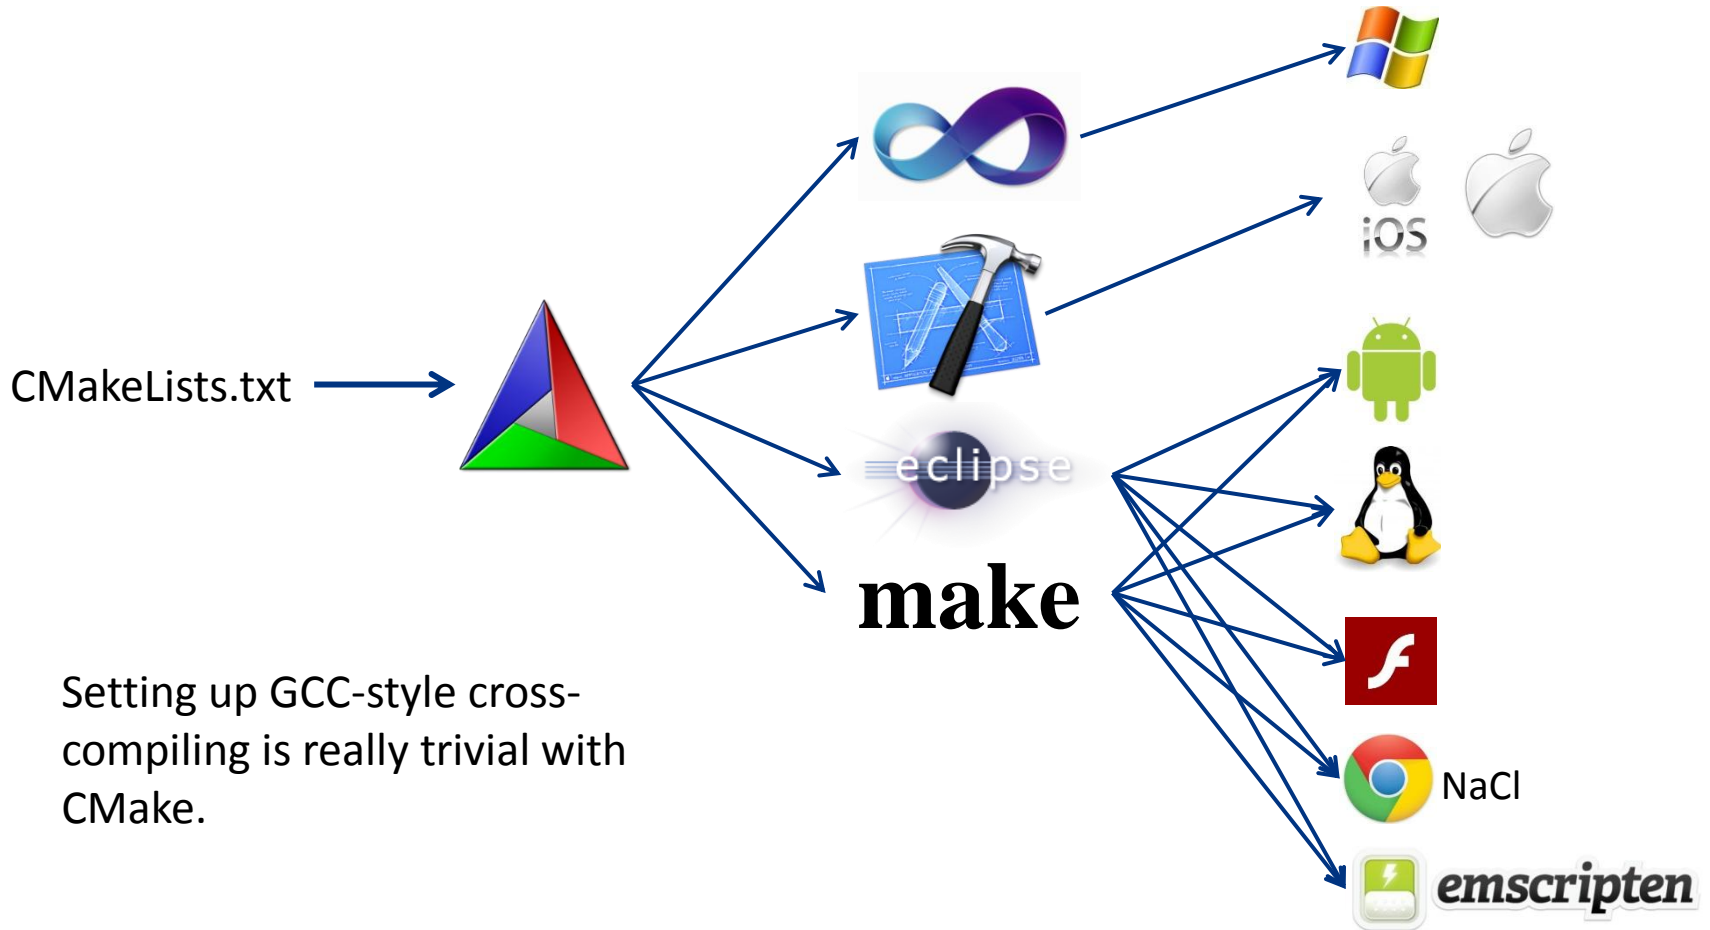 CMakeLists.txt
iOS
eclipse
make
Setting up GCC-style cross-
compiling is really trivial with
CMake.
NaCl
emscripten